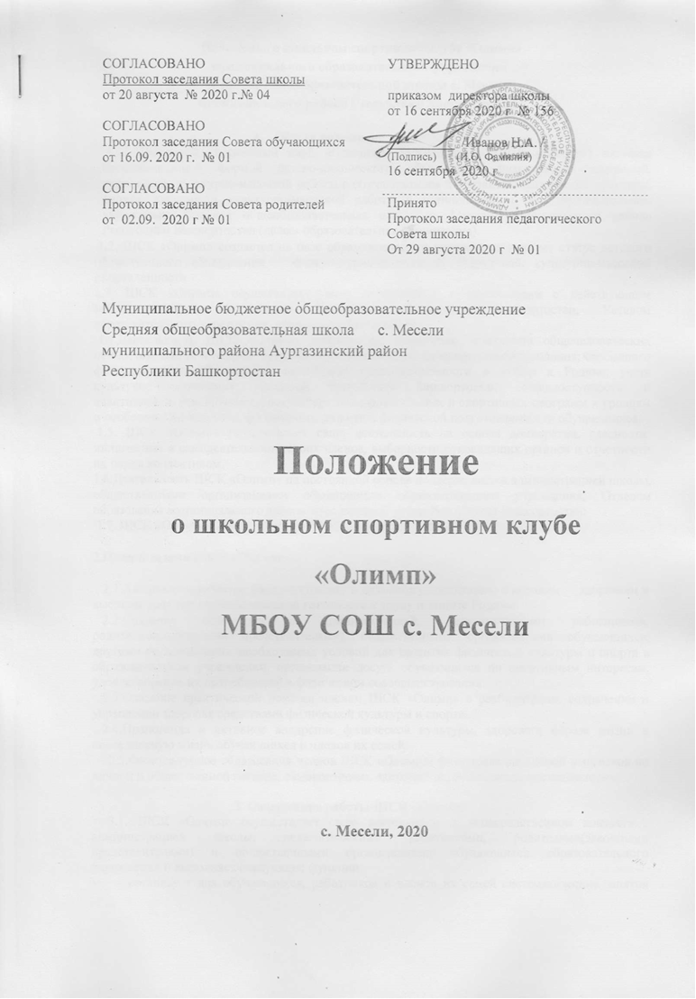 СОГЛАСОВАНО
Протокол заседания Совета школы
от 20 августа № 2020 г.№ 04
СОГЛАСОВАНО
Протокол заседания Совета обучающихся
от 16.09. 2020 г. № 01
СОГЛАСОВАНО
Протокол заседания Совета родителей
от 02.09. 2020 г № 01
УТВЕРЖДЕНО
приказом директора школы
от 16 сентября 2020 г № 156
/Иванов Н.А./
(Подпись) (И.О. Фамилия)
16 сентября 2020 г
Принято
Протокол заседания педагогического
Совета школы
От 29 августа 2020 г № 01
Муниципальное бюджетное общеобразовательное учреждение
Средняя общеобразовательная школа с. Месели
муниципального района Аургазинский район
Республики Башкортостан
Положение
о школьном спортивном клубе
«Олимп»
МБОУ СОШ с. Месели
с. Месели, 2020